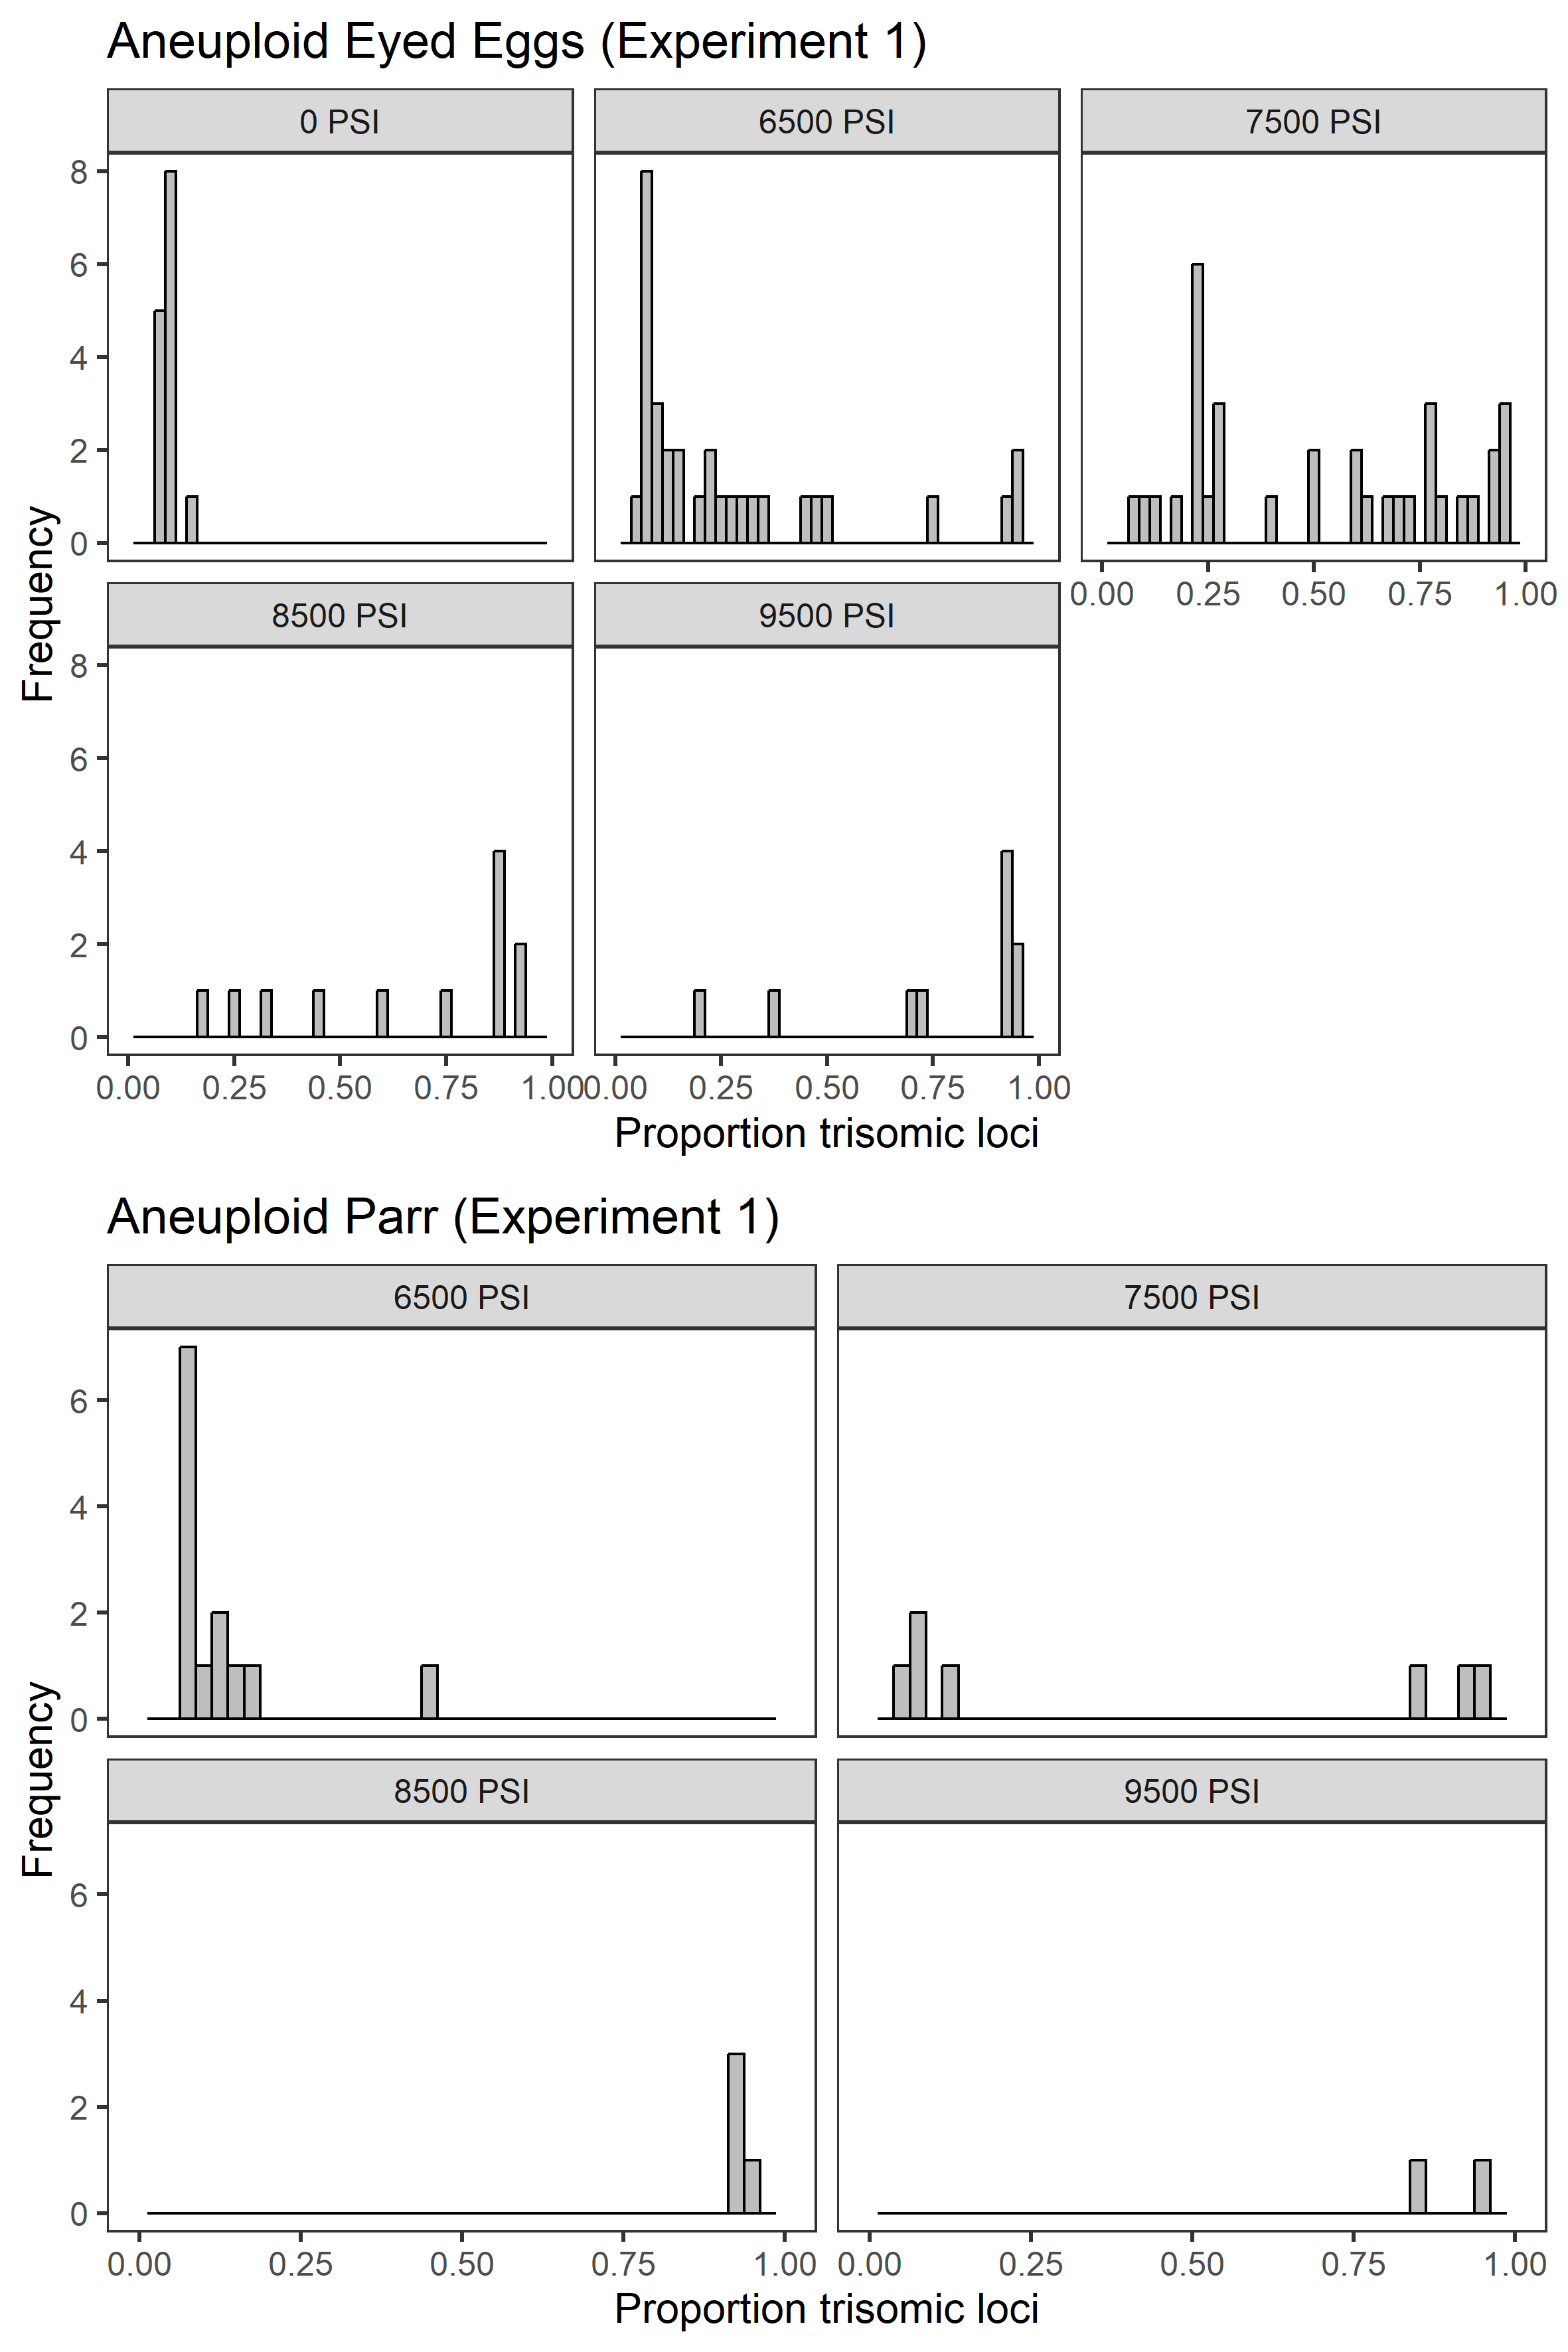 Aneuploid Eyed Eggs (Experiment 1)
0 PSI
6500 PSI
7500 PSI
8
6
4
2
0
Frequency
0.00 0.25 0.50 0.75 1.00
8500 PSI
9500 PSI
8
6
4
2
0
0.00 0.25 0.50 0.75 1.00
0.00 0.25 0.50 0.75 1.00
Proportion trisomic loci
Aneuploid Parr (Experiment 1)
6500 PSI
7500 PSI
6
4
2
0
Frequency
8500 PSI
9500 PSI
6
4
2
0
0.00 0.25 0.50 0.75 1.00
0.00 0.25 0.50 0.75 1.00
Proportion trisomic loci